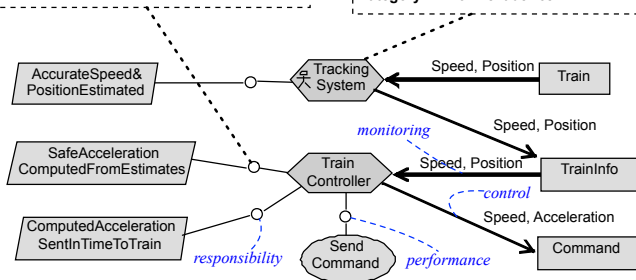 AccurateSpeed&
PositionEstimated
Tracking
System
Speed, Position
Train
monitoring
Speed, Position
SafeAcceleration
ComputedFromEstimates
Train
Controller
Speed, Position
TrainInfo
control
ComputedAcceleration
SentInTimeToTrain
responsibility
Send
Command
performance
Speed, Acceleration
Command